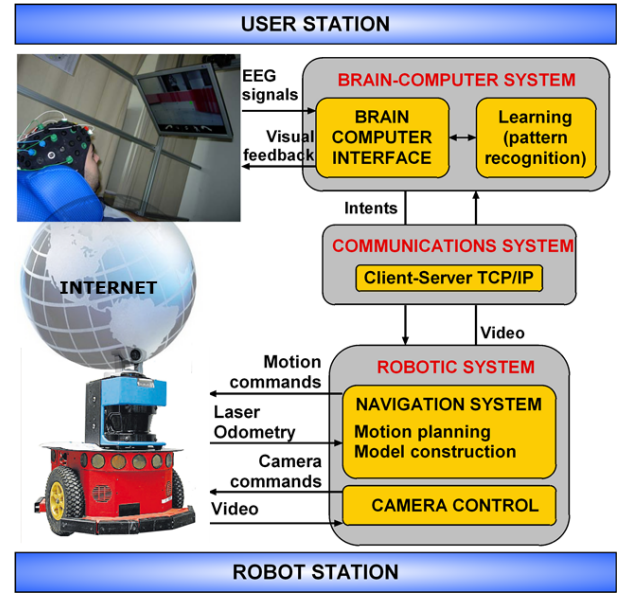 USER STATION
EEG
signals
Visual
feedback
BRAIN-COMPUTER SYSTEM
BRAIN
COMPUTER
INTERFACE
Learning
(pattern
recognition)
Intents
COMMUNICATIONS SYSTEM
Client-Server TCP/IP
INTERNET
Video
ROBOTIC SYSTEM
Motion
commands
Laser
Odometry
NAVIGATION SYSTEM
Motion planning
Model construction
Camera
commands
Video
CAMERA CONTROL
ROBOT STATION